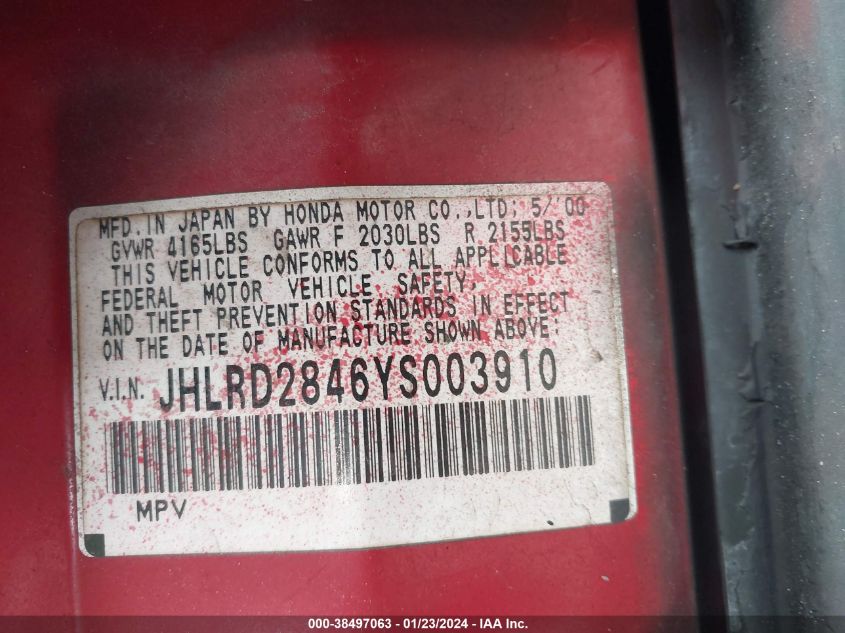 MFD. IN JAPAN BY HONDA MOTOR CO., LTD; 5/00
GVWR 4165LBS GAWR F 2030LBS R 2155LBS
THIS VEHICLE CONFORMS TO ALL APPLICABLE
FEDERAL MOTOR VEHICLE SAFETY,
AND THEFT PREVENTION STANDARDS IN EFFECT
ON THE DATE OF MANUFACTURE SHOWN ABOVE;
V.I.N. JHLRD2846YS003910
MPV
000-38497063 - 01/23/2024 - IAA Inc.